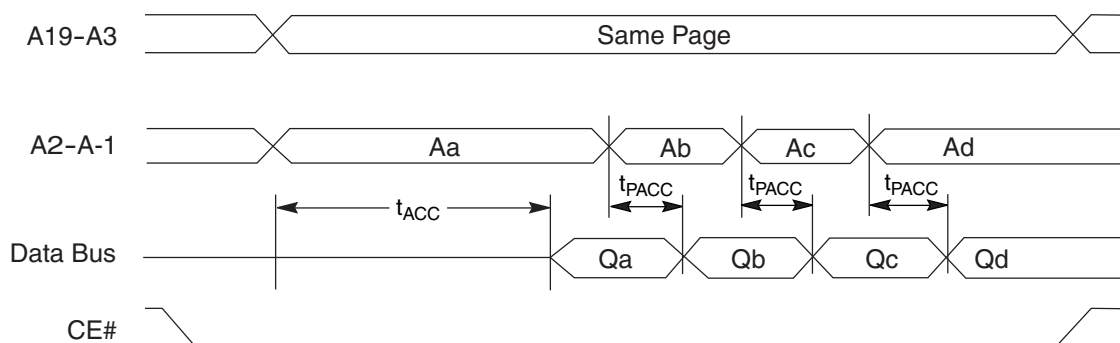 A19-A3 Same Page
A2-A-1 Aa Ab Ac Ad
tACC tPACC tPACC tPACC
Data Bus Qa Qb Qc Qd
CE#